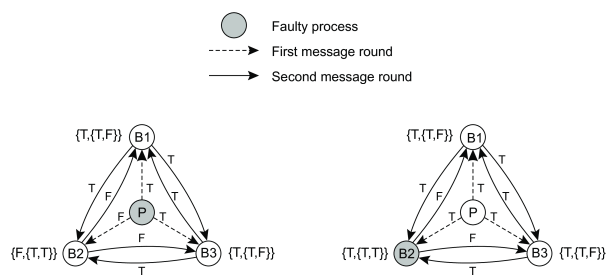 Faulty process
First message round
Second message round
{T,{T,F}} B1 {T,{T,F}} B1
T F T T T F T T
T T
F P T T P T
{F,{T,T}} B2 F B3 {T,{T,F}} {T,{T,T}} B2 F B3 {T,{T,F}}
T T